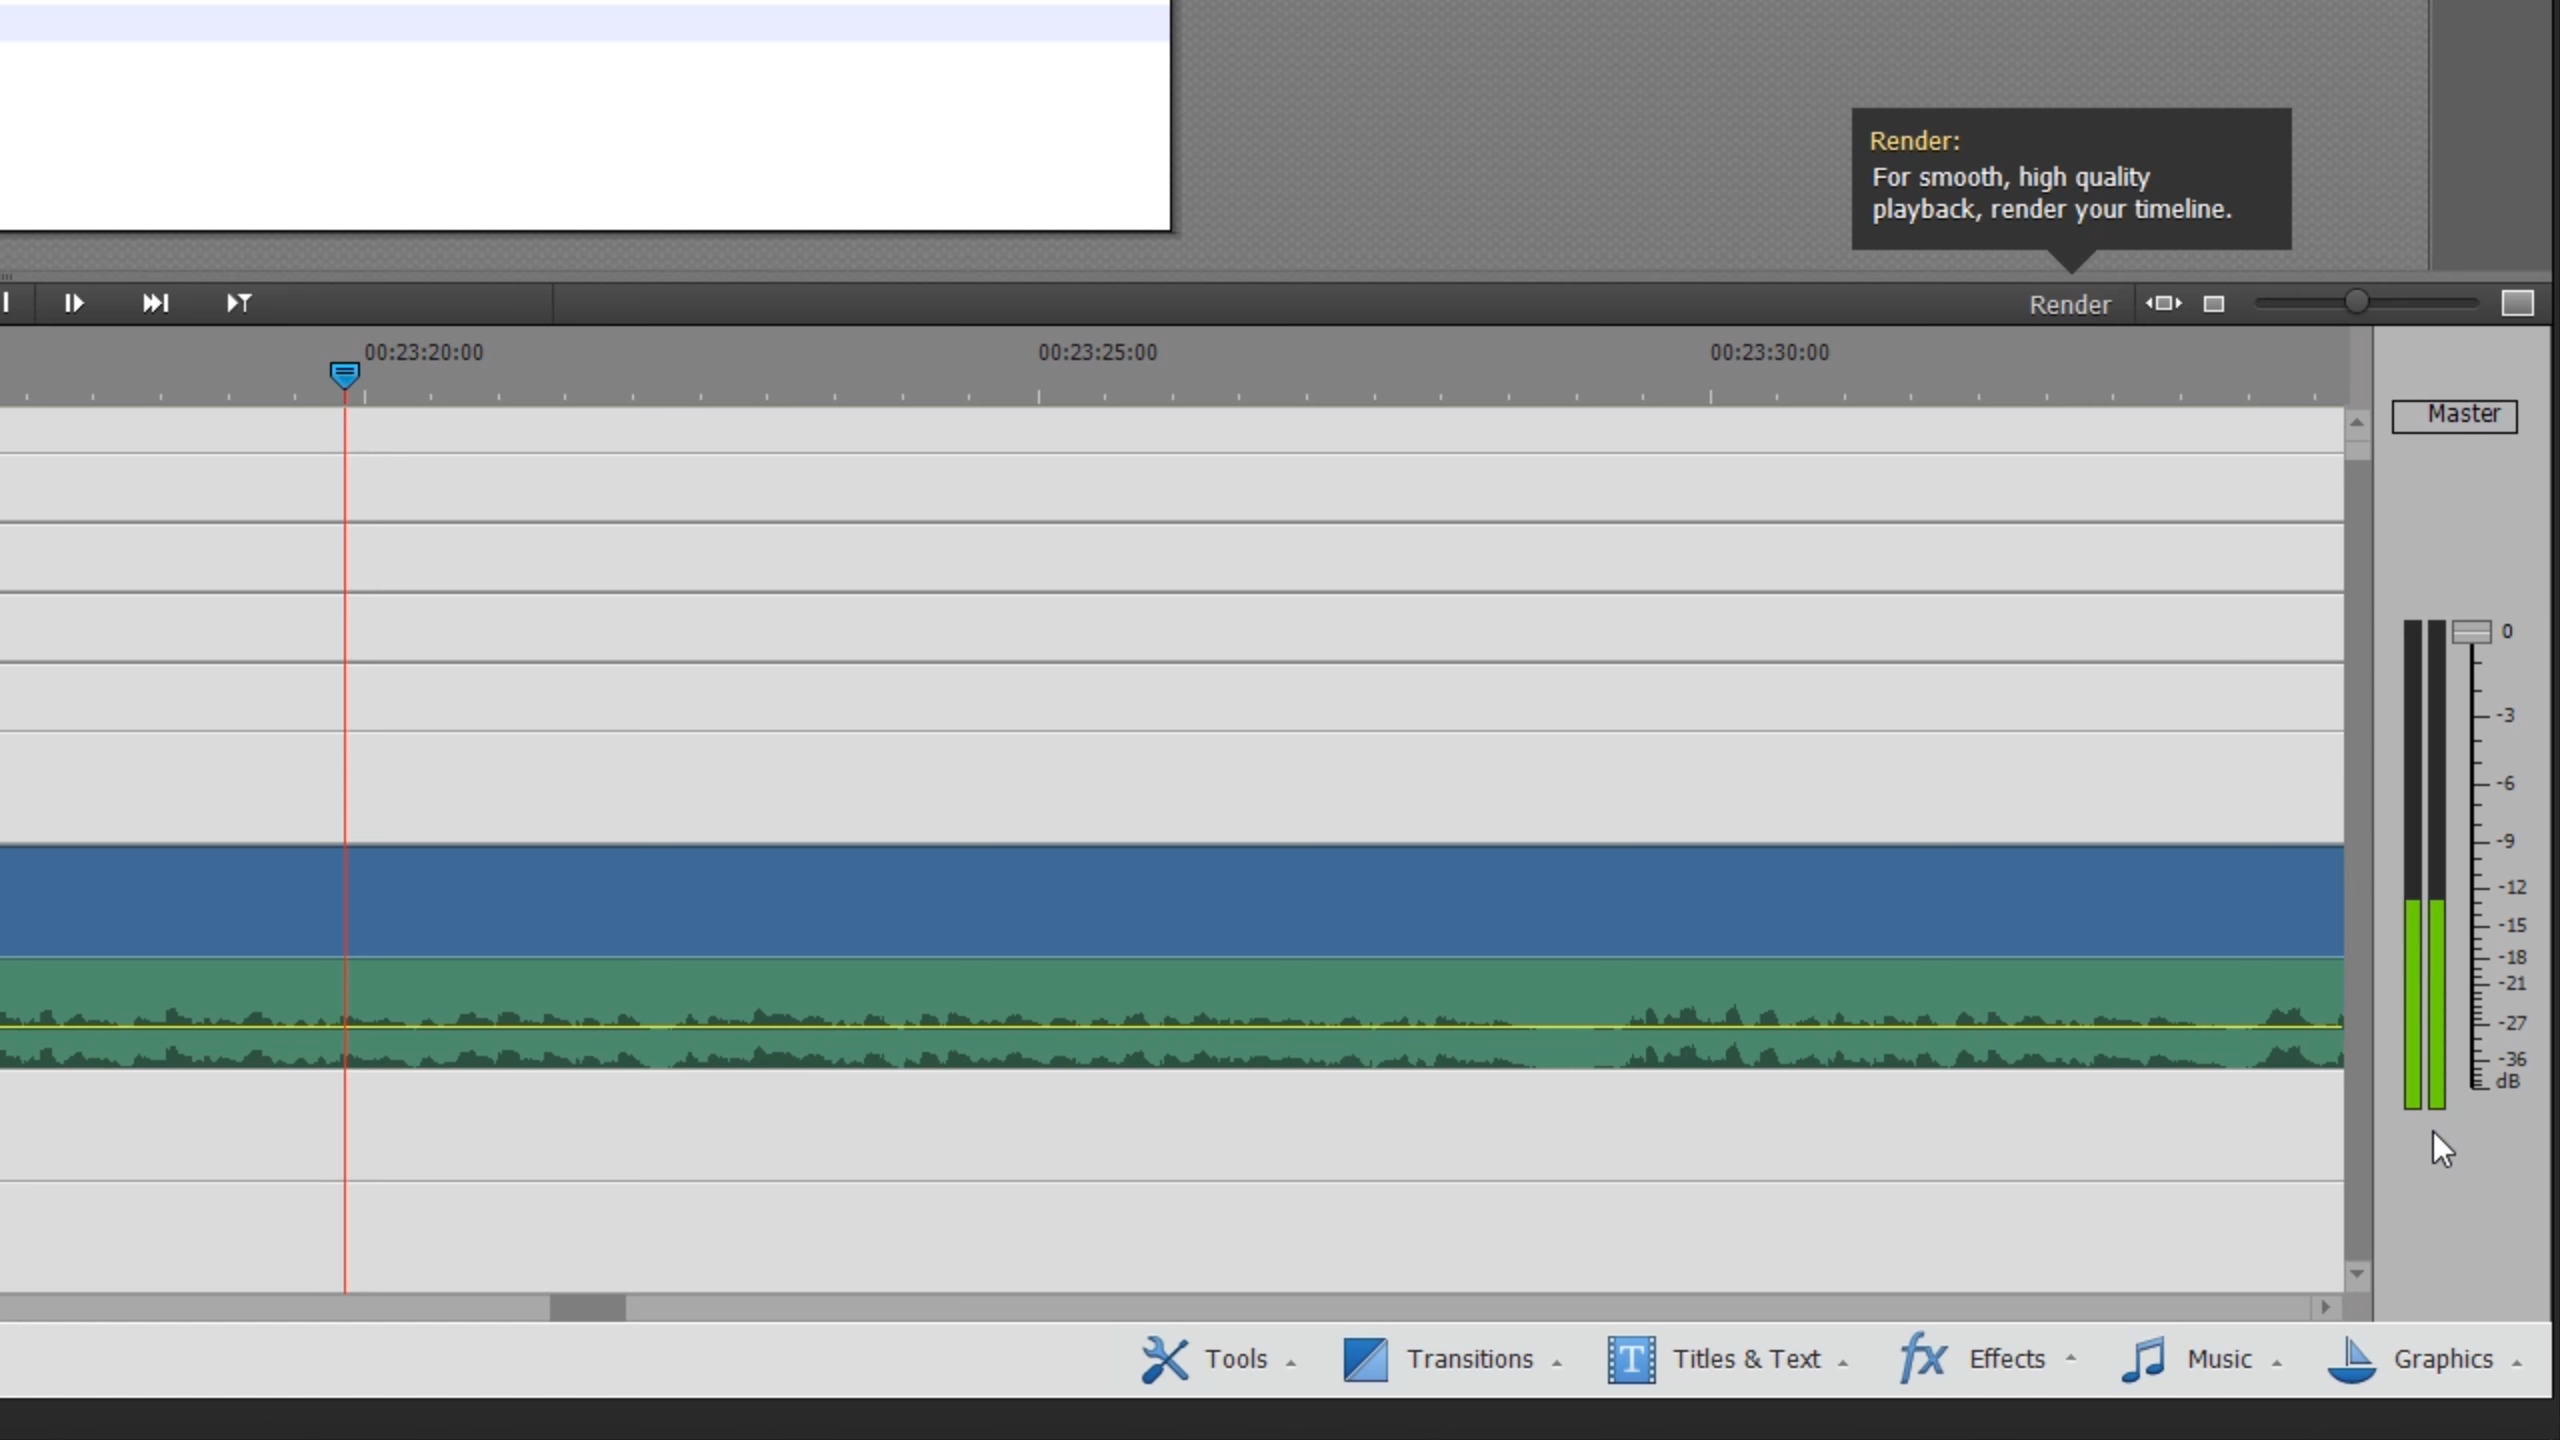 Render:
For smooth, high quality
playback, render your timeline.
Render
00:23:20:00
00:23:25:00
00:23:30:00
Master
0
-3
-6
-9
-12
-15
-18
-21
-27
-36
dB
Tools
Transitions
Titles & Text
Effects
Music
Graphics